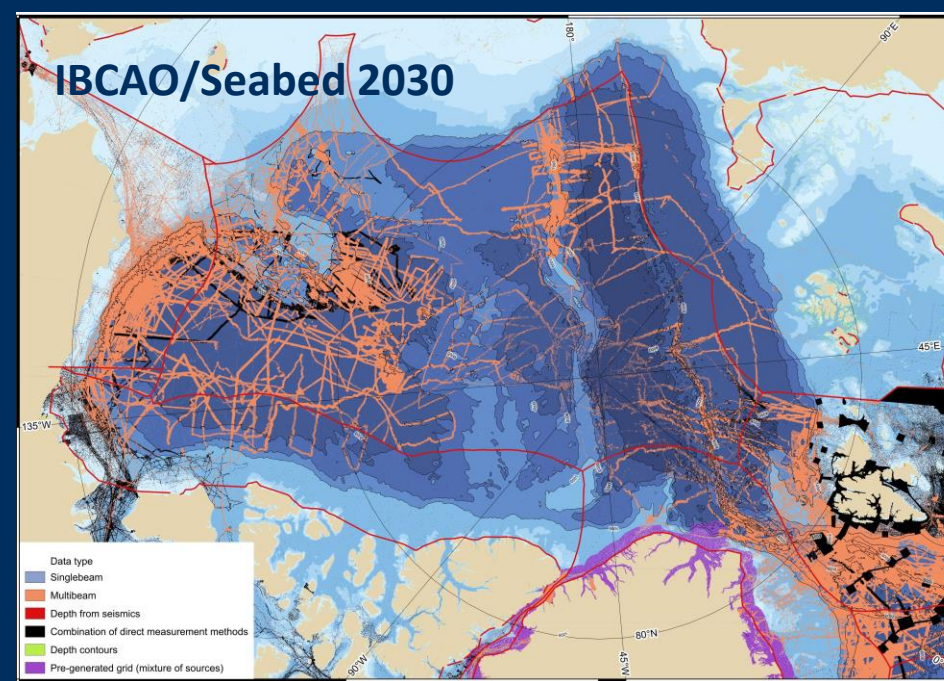 IBCAO/Seabed 2030
180°
90°E
45°E
135°W
90°W
80°N
45°W
0°
Data type
Singlebeam
Multibeam
Depth from seismics
Combination of direct measurement methods
Depth contours
Pre-generated grid (mixture of sources)